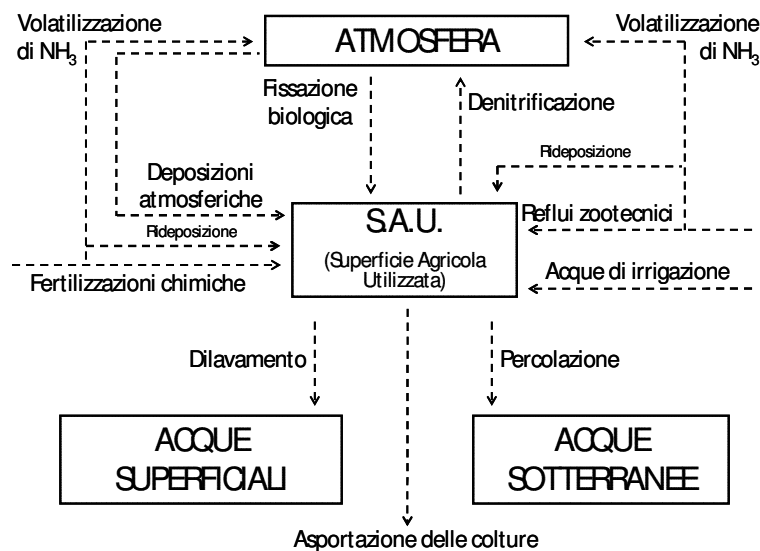 Volatilizzazione
di NH3
ATMOSFERA
Volatilizzazione
di NH3
Fissazione
biologica
Denitrificazione
Rideposizione
Deposizioni
atmosferiche
Rideposizione
S.A.U.
(Superficie Agricola
Utilizzata)
Reflui zootecnici
Fertilizzazioni chimiche
Acque di irrigazione
Dilavamento
Percolazione
ACQUE
SUPERFICIALI
ACQUE
SOTTERRANEE
Asportazione delle colture